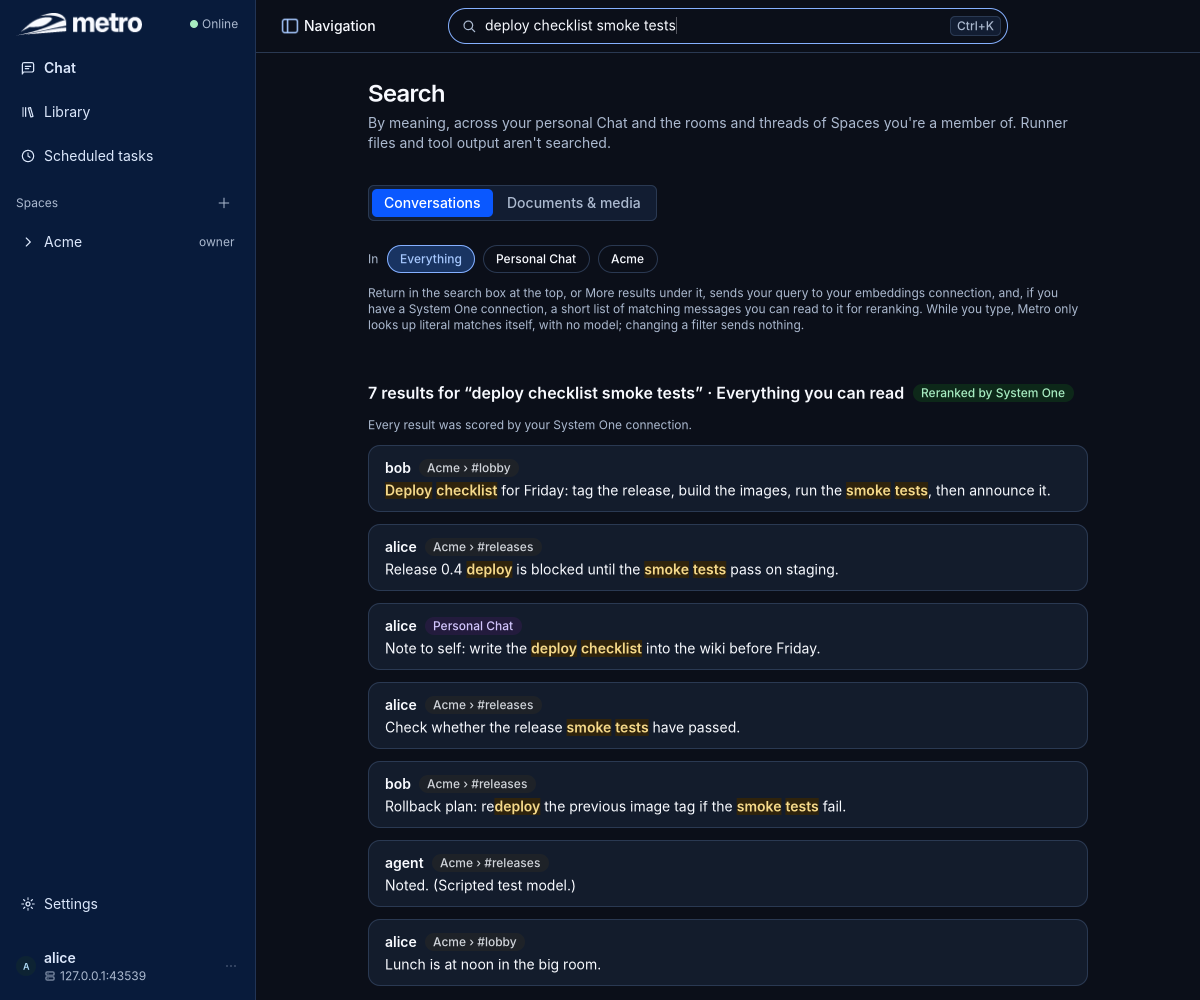 metro
Online
Navigation
deploy checklist smoke tests
Ctrl+K
Chat
Library
Scheduled tasks
Spaces
Acme
owner
Search
By meaning, across your personal Chat and the rooms and threads of Spaces you're a member of. Runner
files and tool output aren't searched.
Conversations
Documents & media
In
Everything
Personal Chat
Acme
Return in the search box at the top, or More results under it, sends your query to your embeddings connection, and, if you
have a System One connection, a short list of matching messages you can read to it for reranking. While you type, Metro only
looks up literal matches itself, with no model; changing a filter sends nothing.
7 results for “deploy checklist smoke tests” · Everything you can read
Reranked by System One
Every result was scored by your System One connection.
bob Acme › #lobby
Deploy checklist for Friday: tag the release, build the images, run the smoke tests, then announce it.
alice Acme › #releases
Release 0.4 deploy is blocked until the smoke tests pass on staging.
alice Personal Chat
Note to self: write the deploy checklist into the wiki before Friday.
alice Acme › #releases
Check whether the release smoke tests have passed.
bob Acme › #releases
Rollback plan: redeploy the previous image tag if the smoke tests fail.
agent Acme › #releases
Noted. (Scripted test model.)
alice Acme › #lobby
Lunch is at noon in the big room.
Settings
A
alice
127.0.0.1:43539